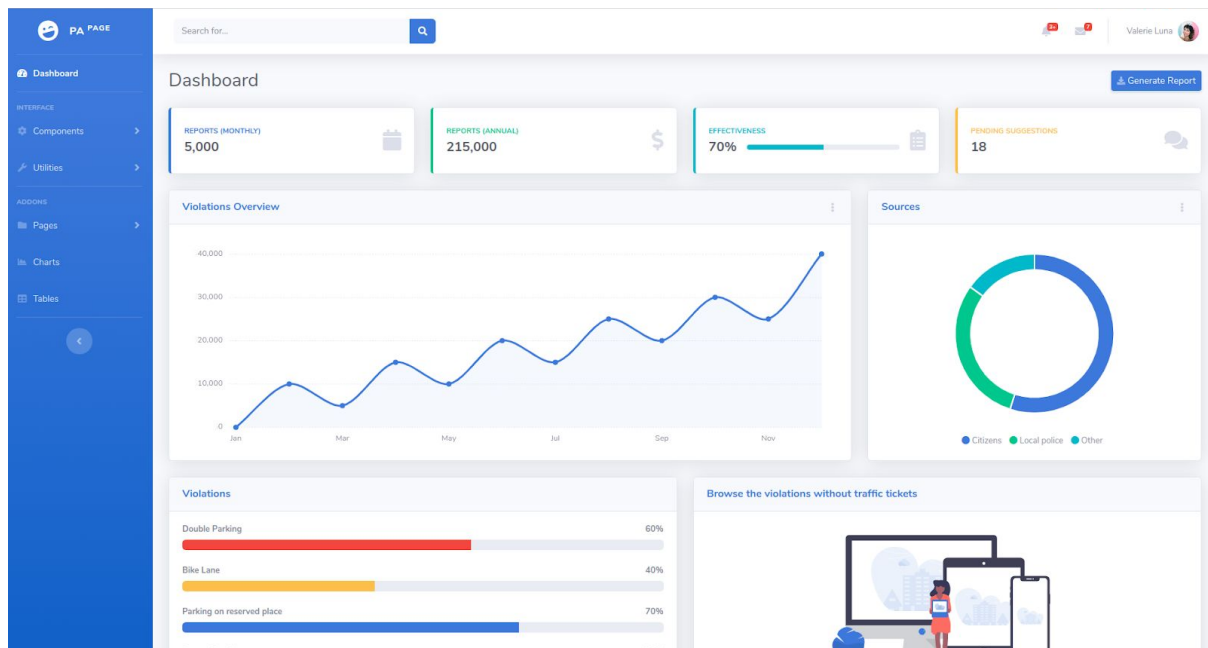 PA PAGE
Search for...
3+
7
Valerie Luna
Dashboard
INTERFACE
Components
Utilities
ADDONS
Pages
Charts
Tables
Dashboard
Generate Report
REPORTS (MONTHLY)
5,000
REPORTS (ANNUAL)
215,000
EFFECTIVENESS
70%
PENDING SUGGESTIONS
18
Violations Overview
40,000
30,000
20,000
10,000
0
Jan Mar May Jul Sep Nov
Sources
Citizens Local police Other
Violations
Double Parking 60%
Bike Lane 40%
Parking on reserved place 70%
Browse the violations without traffic tickets